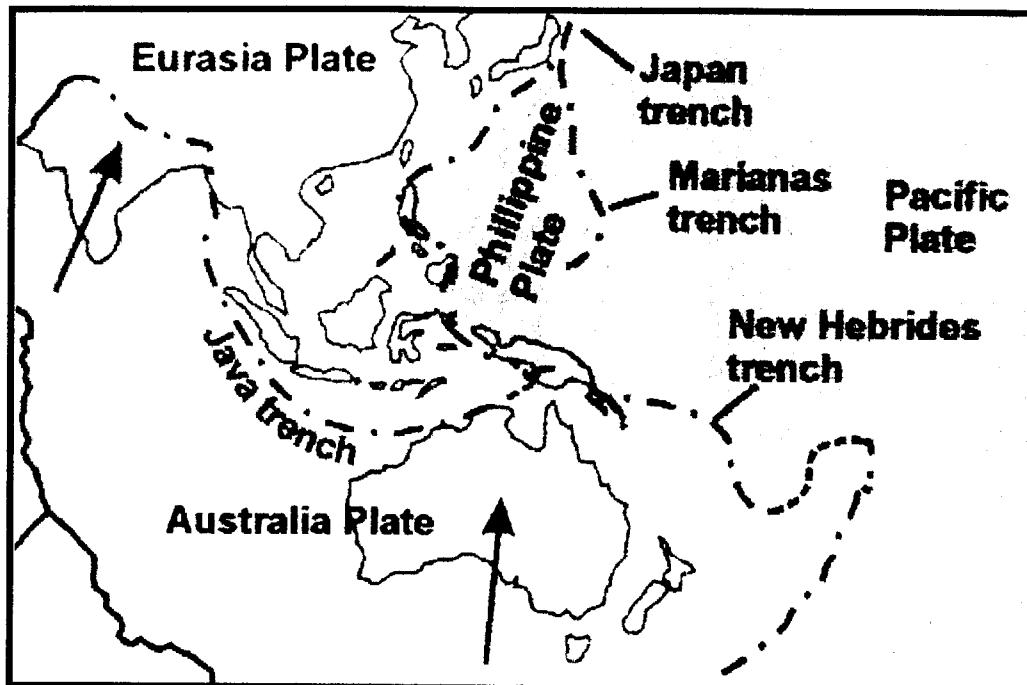 Eurasia Plate
Japan
trench
Phillippine
Plate
Marianas
trench
Pacific
Plate
New Hebrides
trench
Java trench
Australia Plate